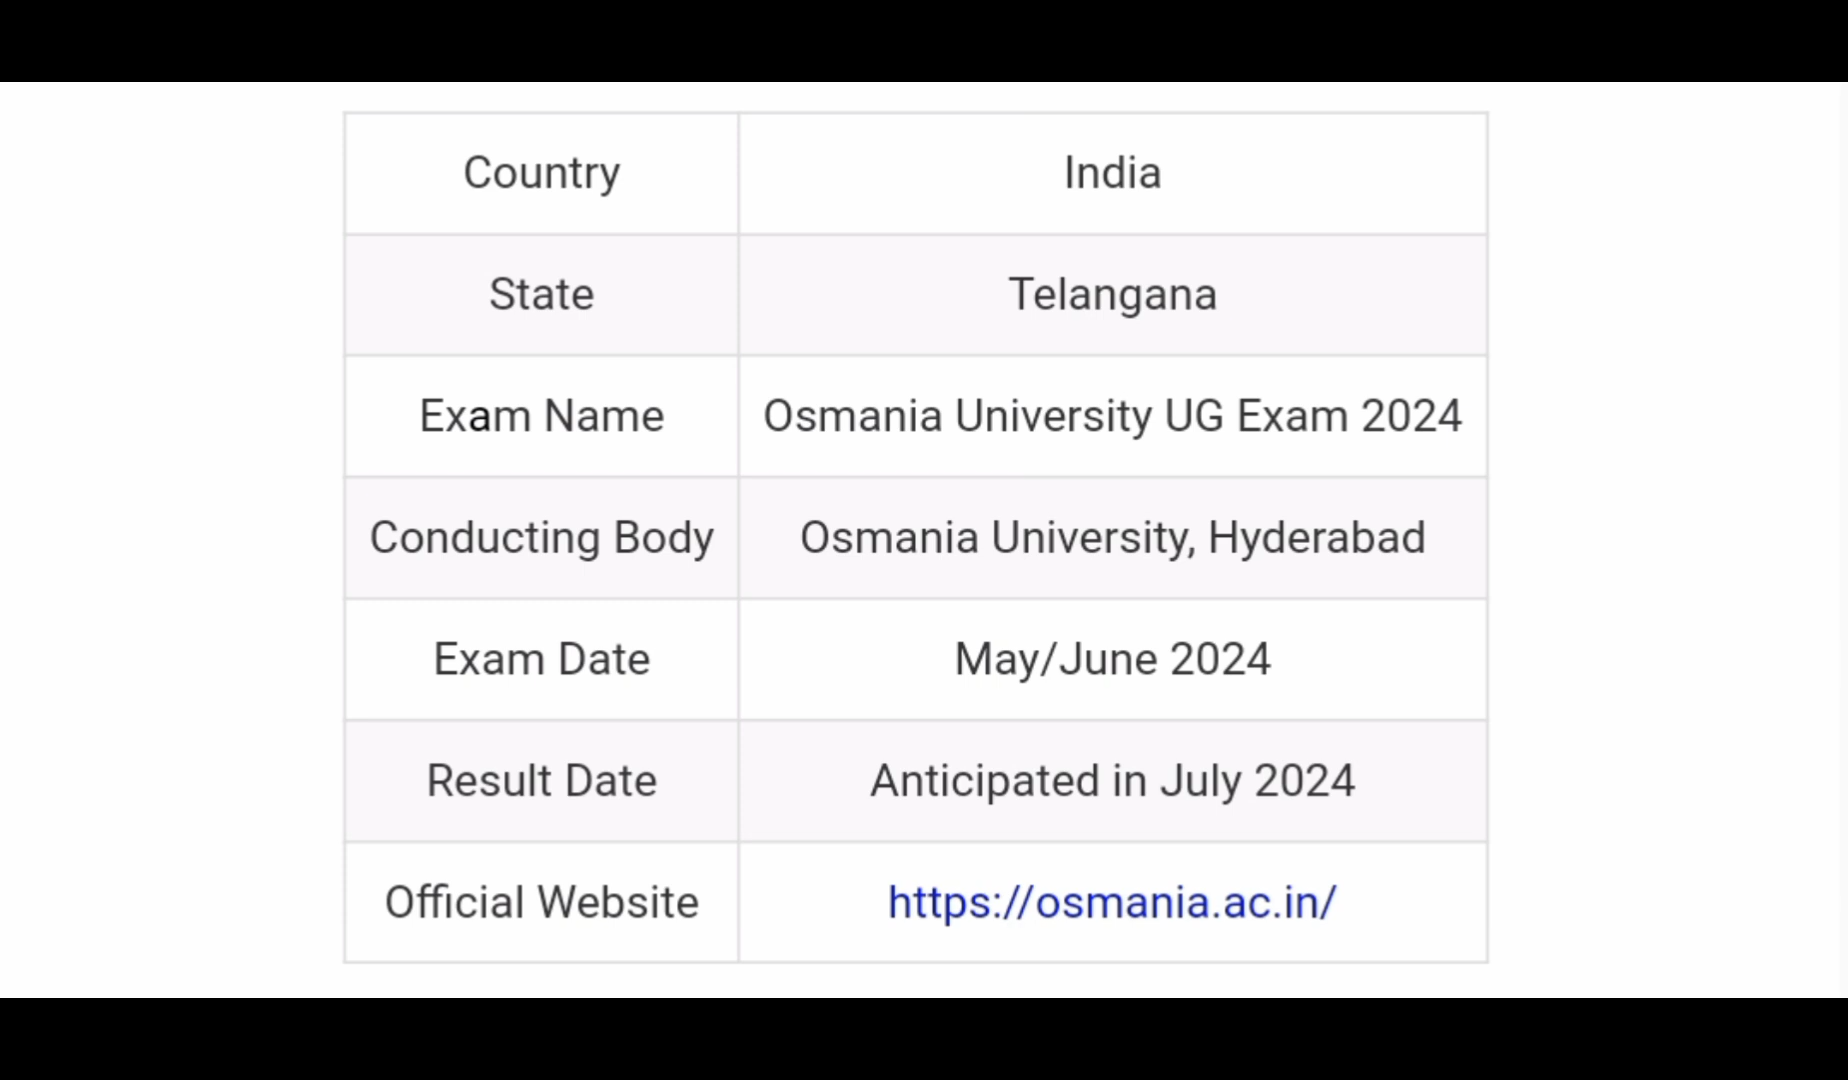 Country India
State Telangana
Exam Name Osmania University UG Exam 2024
Conducting Body Osmania University, Hyderabad
Exam Date May/June 2024
Result Date Anticipated in July 2024
Official Website https://osmania.ac.in/